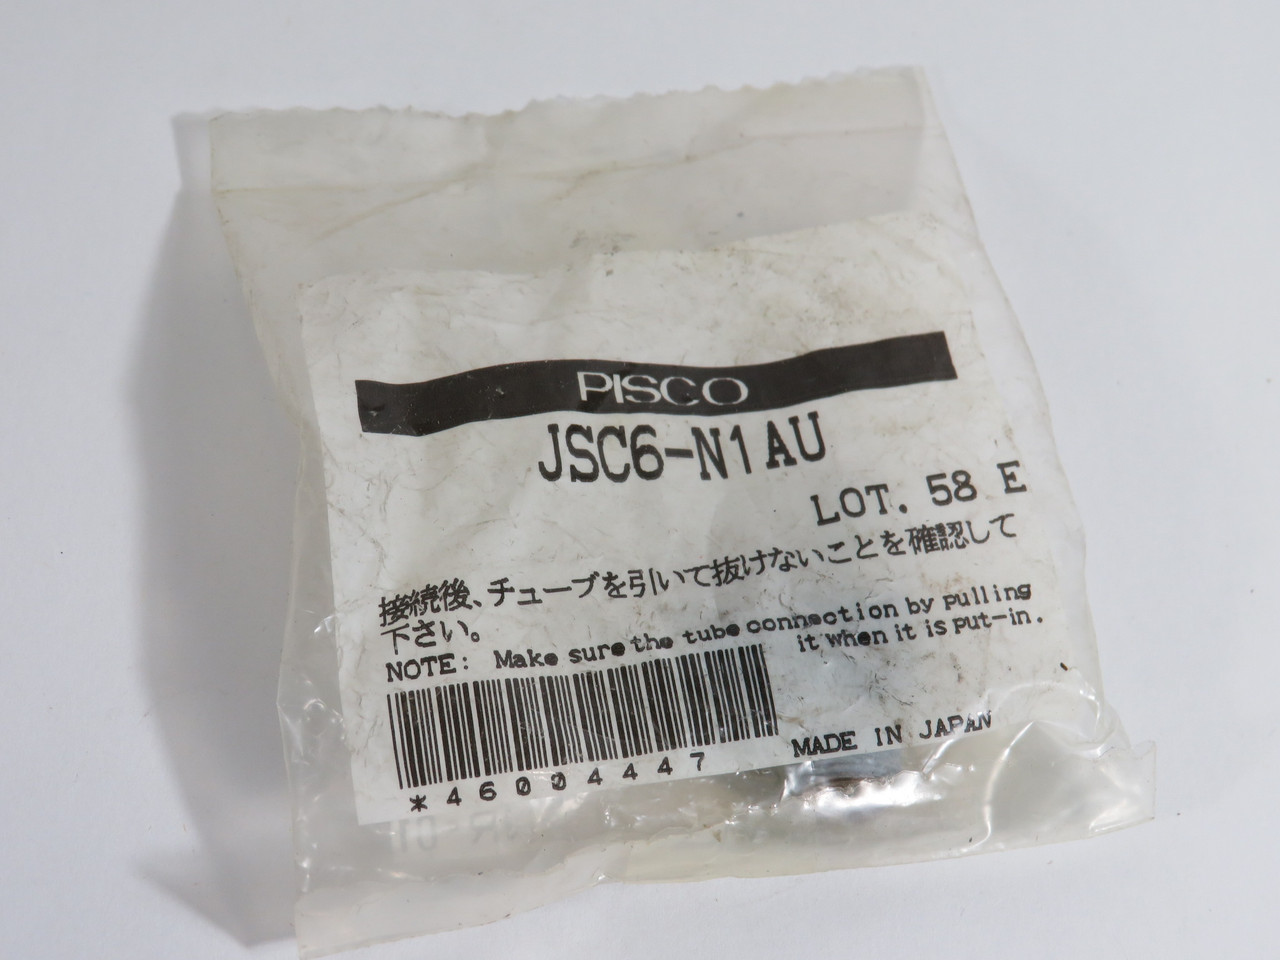 PISCO
JSC6-N1AU
LOT. 58 E
接続後、チューブを引いて抜けないことを確認して
下さい。
NOTE: Make sure the tube connection by pulling
it when it is put-in.
*46004447
MADE IN JAPAN